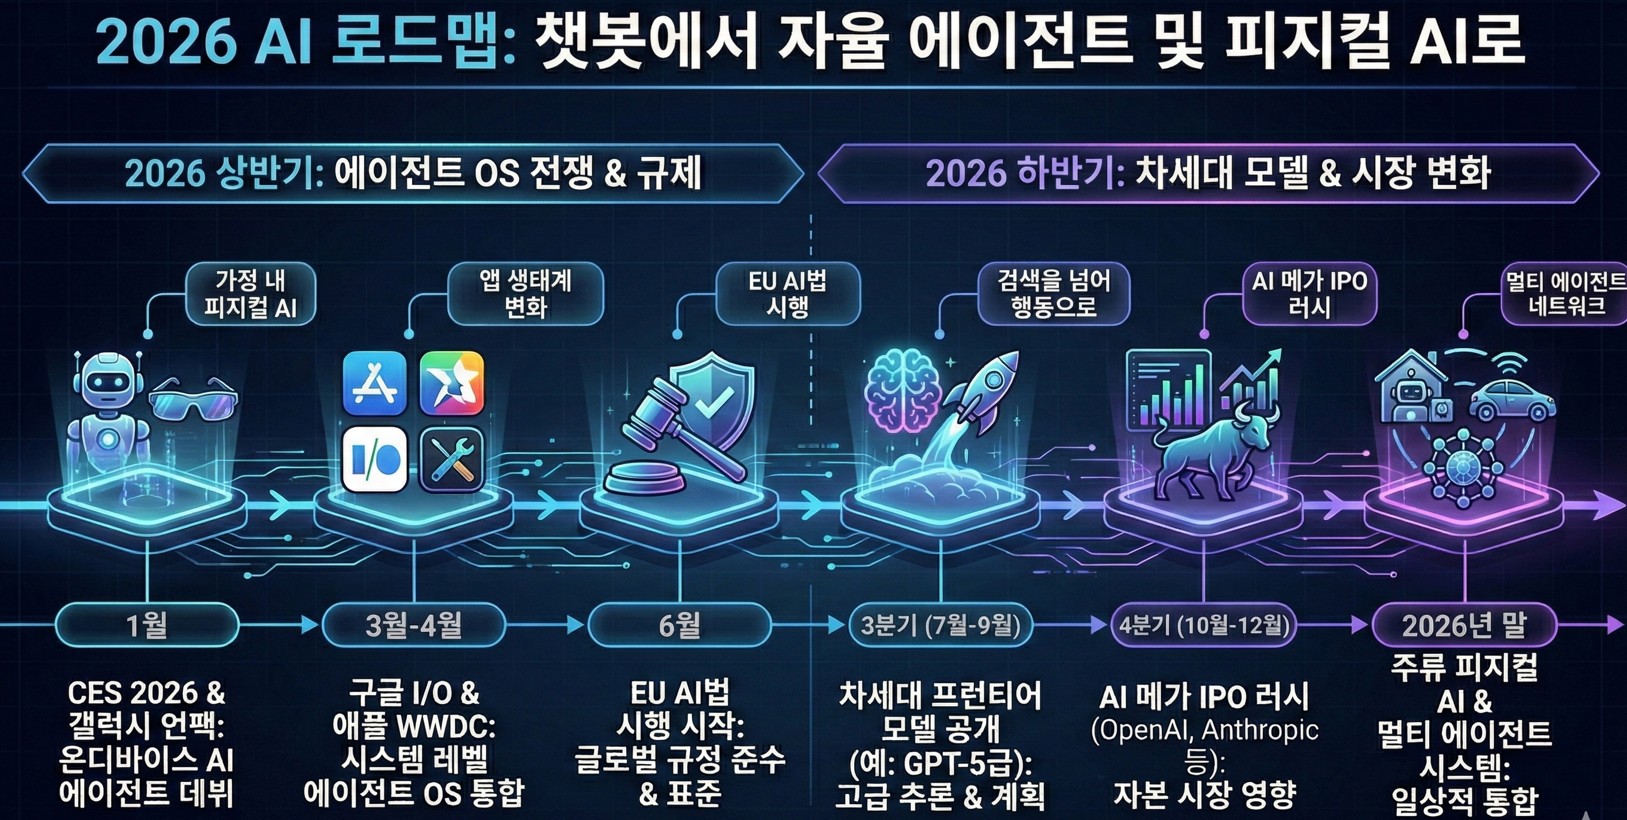 2026 AI 로드맵: 챗봇에서 자율 에이전트 및 피지컬 AI로
2026 상반기: 에이전트 OS 전쟁 & 규제
2026 하반기: 차세대 모델 & 시장 변화
가정 내
피지컬 AI
앱 생태계
변화
EU AI법
시행
검색을 넘어
행동으로
AI 메가 IPO
러시
멀티 에이전트
네트워크
I/O
1월
3월-4월
6월
3분기 (7월-9월)
4분기 (10월-12월)
2026년 말
CES 2026 &
갤럭시 언팩:
온디바이스 AI
에이전트 데뷔
구글 I/O &
애플 WWDC:
시스템 레벨
에이전트 OS 통합
EU AI법
시행 시작:
글로벌 규정 준수
& 표준
차세대 프런티어
모델 공개
(예: GPT-5급):
고급 추론 & 계획
AI 메가 IPO 러시
(OpenAI, Anthropic
등):
자본 시장 영향
주류 피지컬
AI &
멀티 에이전트
시스템:
일상적 통합